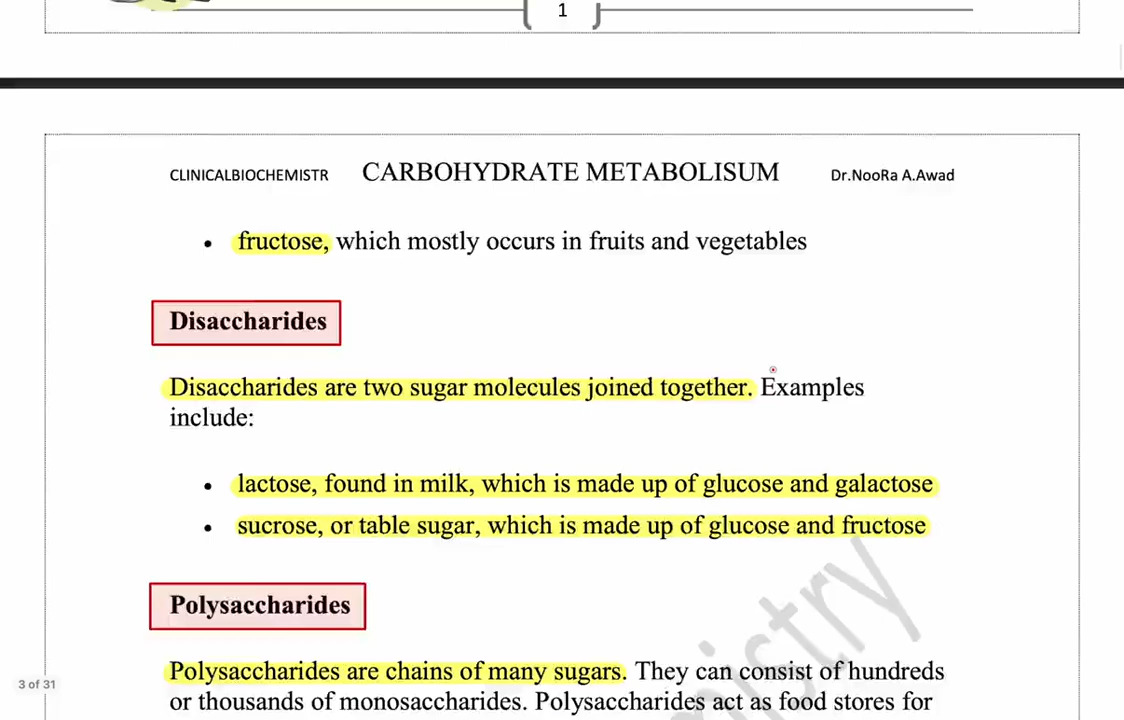 1
CLINICALBIOCHEMISTR CARBOHYDRATE METABOLISUM Dr.NooRa A.Awad
• fructose, which mostly occurs in fruits and vegetables
Disaccharides
Disaccharides are two sugar molecules joined together. Examples
include:
• lactose, found in milk, which is made up of glucose and galactose
• sucrose, or table sugar, which is made up of glucose and fructose
Polysaccharides
Polysaccharides are chains of many sugars. They can consist of hundreds
3 of 31
or thousands of monosaccharides. Polysaccharides act as food stores for